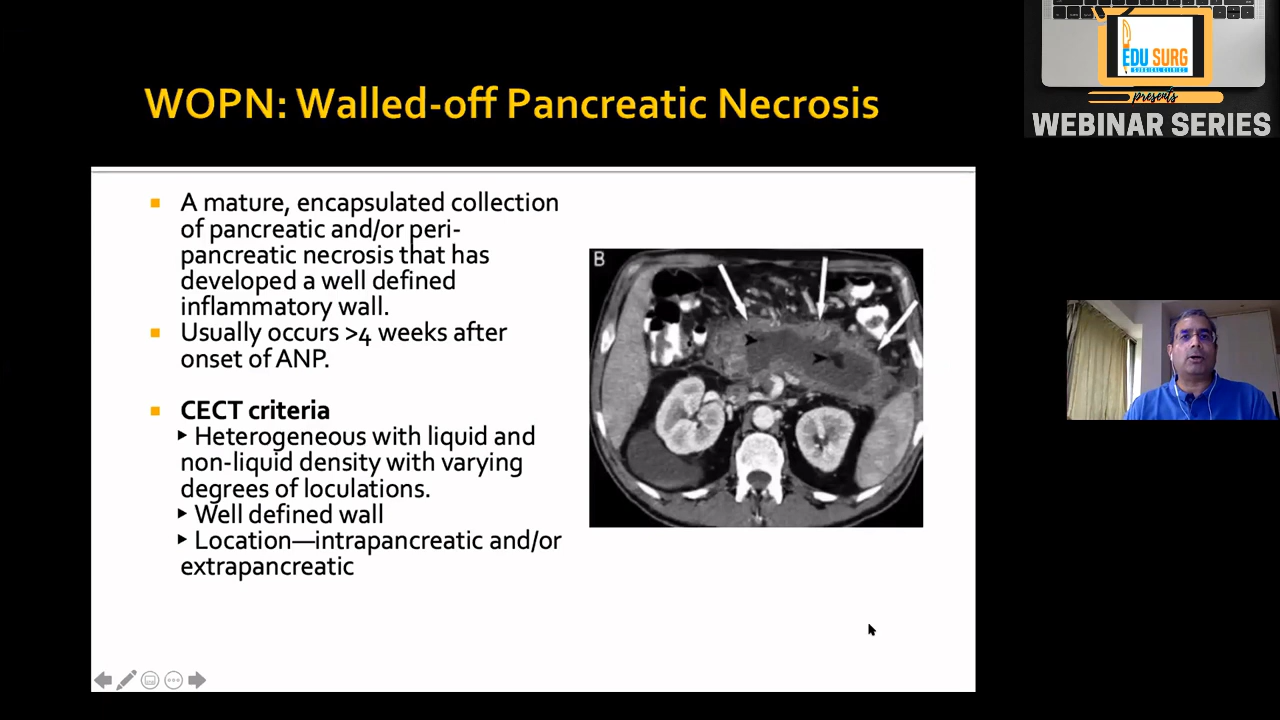 WOPN: Walled-off Pancreatic Necrosis
A mature, encapsulated collection
of pancreatic and/or peri-
pancreatic necrosis that has
developed a well defined
inflammatory wall.
Usually occurs >4 weeks after
onset of ANP.
CECT criteria
Heterogeneous with liquid and
non-liquid density with varying
degrees of loculations.
Well defined wall
Location—intrapancreatic and/or
extrapancreatic
B
EDU SURG
presents
WEBINAR SERIES